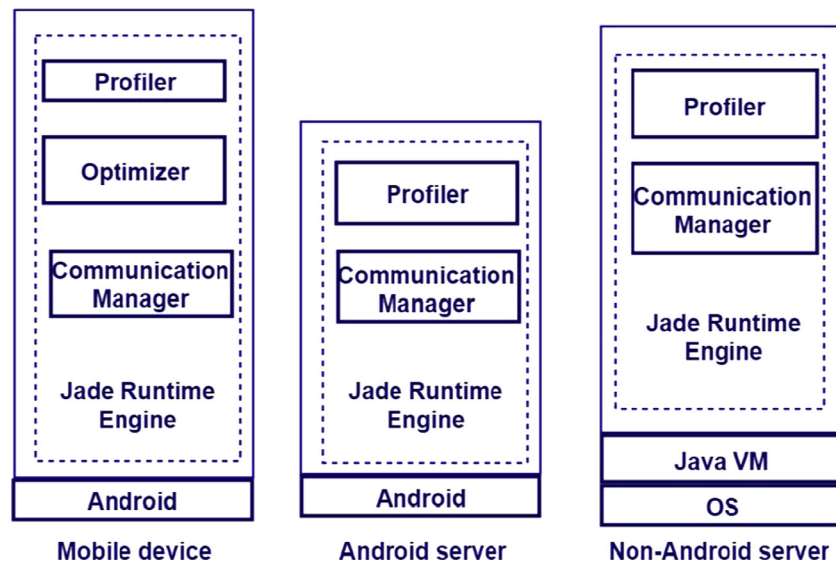 Profiler
Optimizer
Communication
Manager
Jade Runtime
Engine
Android
Mobile device
Profiler
Communication
Manager
Jade Runtime
Engine
Android
Android server
Profiler
Communication
Manager
Jade Runtime
Engine
Java VM
OS
Non-Android server